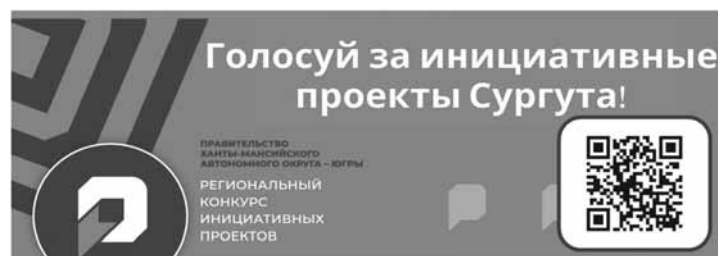 Голосуй за инициативные
проекты Сургута!
ПРАВИТЕЛЬСТВО
ХАНТЫ-МАНСИЙСКОГО
АВТОНОМНОГО ОКРУГА – ЮГРЫ
РЕГИОНАЛЬНЫЙ
КОНКУРС
ИНИЦИАТИВНЫХ
ПРОЕКТОВ